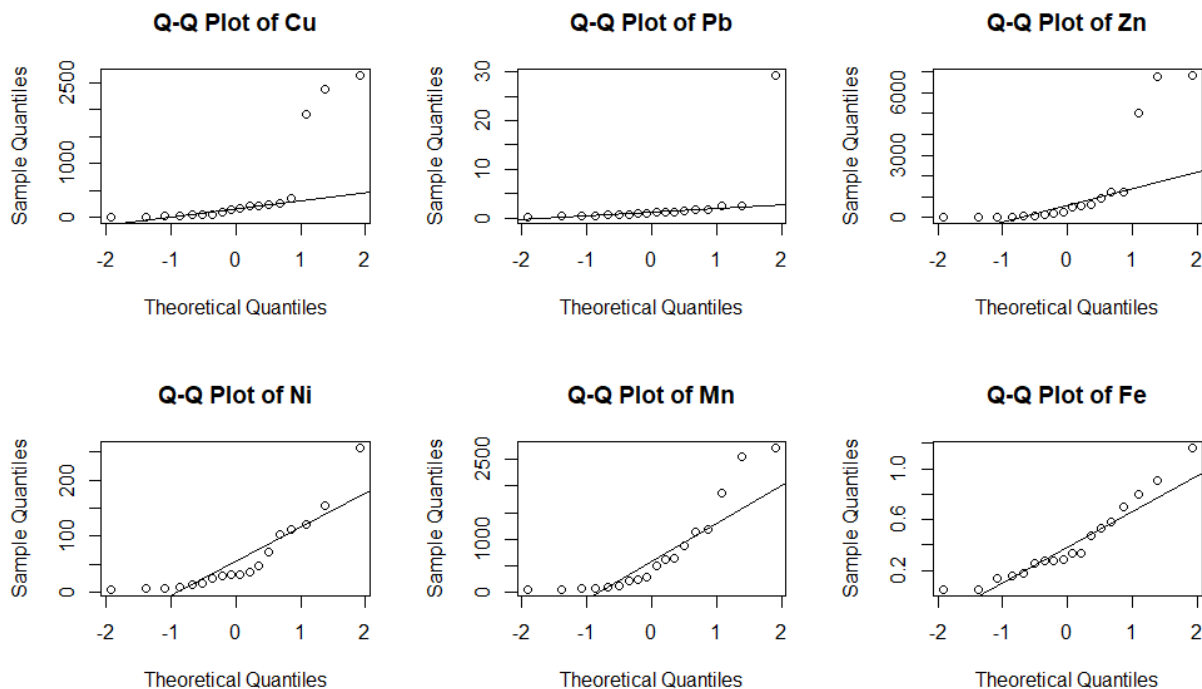 Q-Q Plot of Cu
Sample Quantiles
2500
1000
0
-2 -1 0 1 2
Theoretical Quantiles
Q-Q Plot of Pb
Sample Quantiles
30
20
10
0
-2 -1 0 1 2
Theoretical Quantiles
Q-Q Plot of Zn
Sample Quantiles
6000
3000
0
-2 -1 0 1 2
Theoretical Quantiles
Q-Q Plot of Ni
Sample Quantiles
200
100
0
-2 -1 0 1 2
Theoretical Quantiles
Q-Q Plot of Mn
Sample Quantiles
2500
1000
0
-2 -1 0 1 2
Theoretical Quantiles
Q-Q Plot of Fe
Sample Quantiles
1.0
0.6
0.2
-2 -1 0 1 2
Theoretical Quantiles